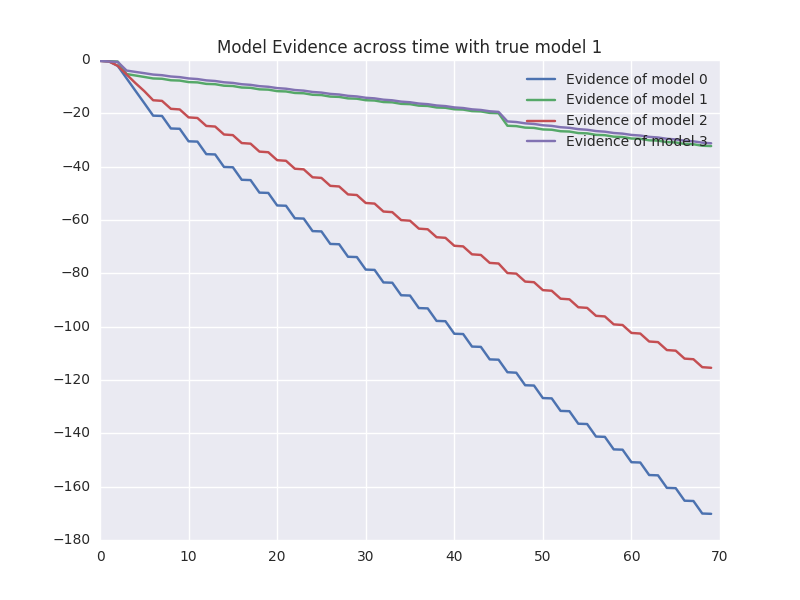 Model Evidence across time with true model 1
0
−20
−40
−60
−80
−100
−120
−140
−160
−180
Evidence of model 0
Evidence of model 1
Evidence of model 2
Evidence of model 3
0 10 20 30 40 50 60 70